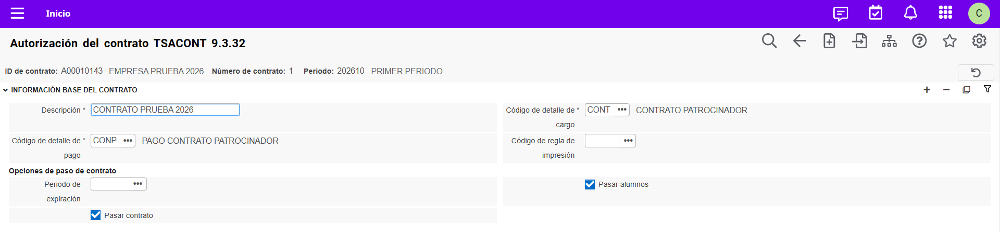 Inicio
C
Autorización del contrato TSACONT 9.3.32
ID de contrato: A00010143 EMPRESA PRUEBA 2026 Número de contrato: 1 Periodo: 202610 PRIMER PERIODO
INFORMACIÓN BASE DEL CONTRATO
Descripción * CONTRATO PRUEBA 2026
Código de detalle de * cargo CONT ••• CONTRATO PATROCINADOR
Código de detalle de * pago CONP ••• PAGO CONTRATO PATROCINADOR
Código de regla de impresión •••
Opciones de paso de contrato
Periodo de expiración •••
Pasar alumnos
Pasar contrato